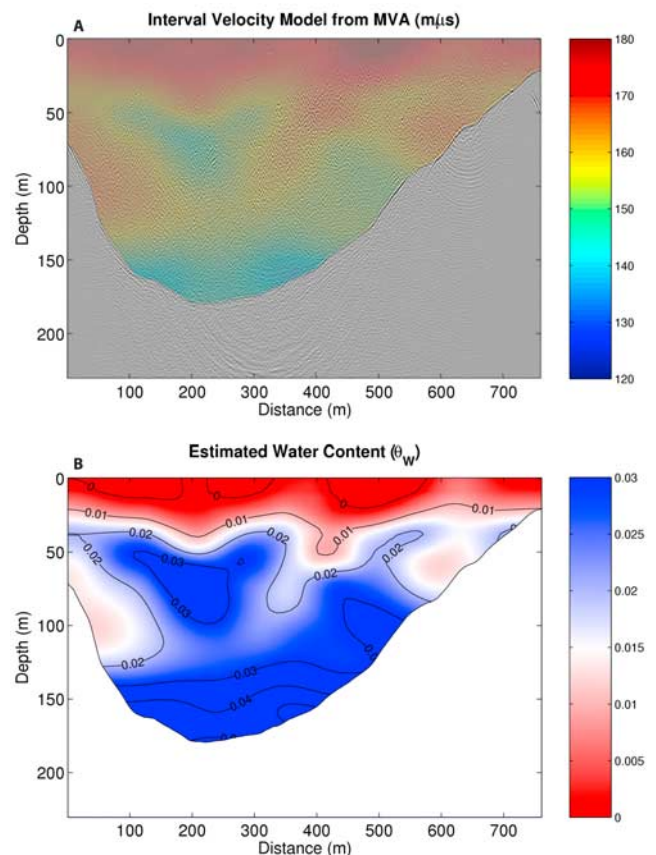 A Interval Velocity Model from MVA (m/μs)
0
50
100
150
200
Depth (m)
100 200 300 400 500 600 700
Distance (m)
180
170
160
150
140
130
120
B Estimated Water Content (θW)
0
50
100
150
200
Depth (m)
0 0 0
0.01 0.01 0.01
0.02 0.02 0.02 0.02
0.03 0.03
0.02
0.03
0.04
100 200 300 400 500 600 700
Distance (m)
0.03
0.025
0.02
0.015
0.01
0.005
0